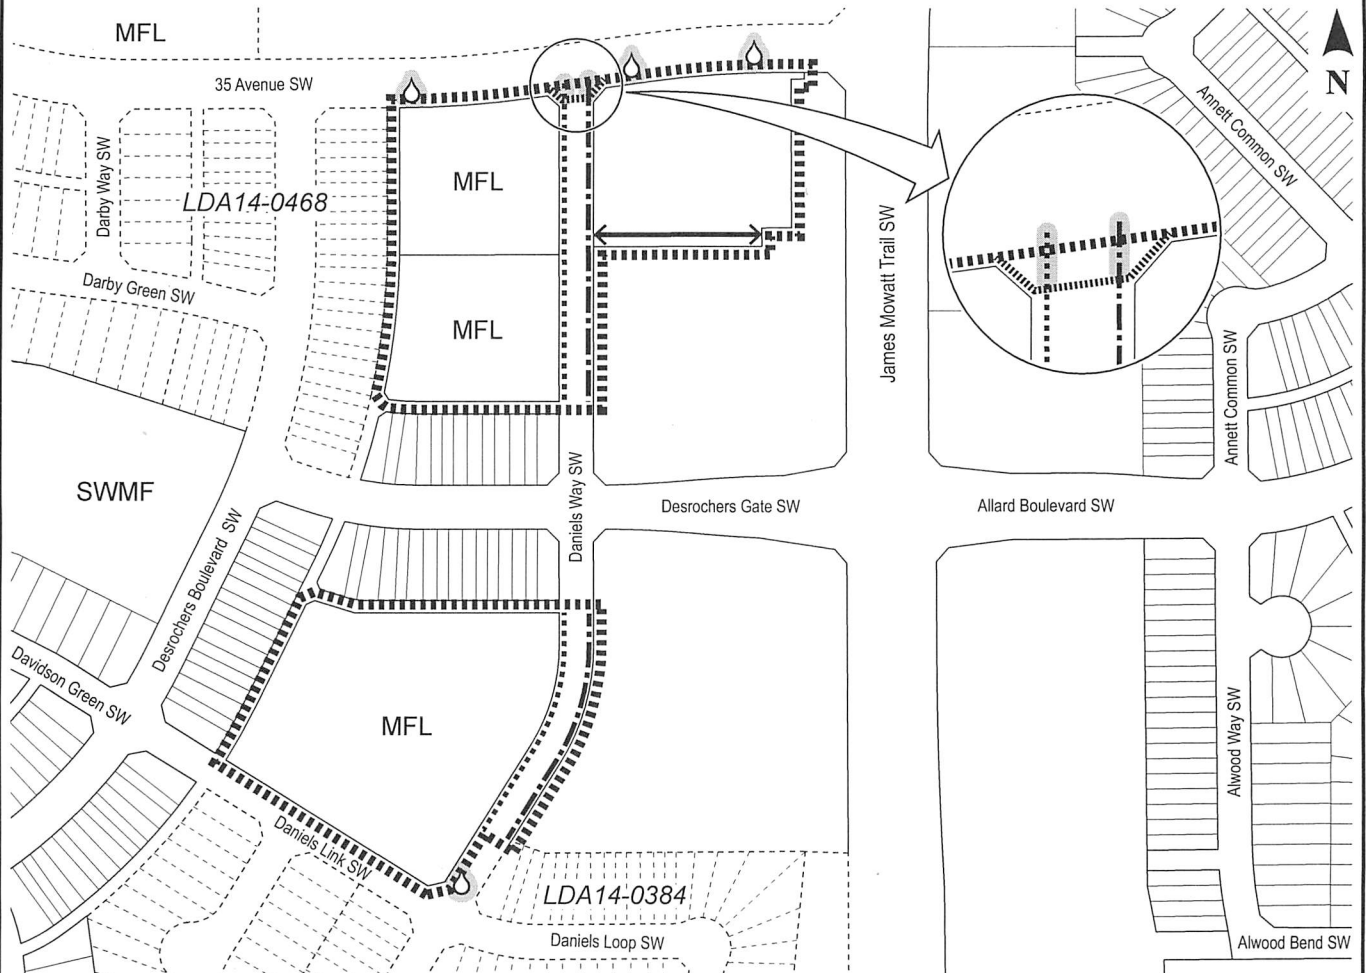 MFL
35 Avenue SW
N
Annett Common SW
Darby Way SW
LDA14-0468
MFL
James Mowatt Trail SW
Darby Green SW
MFL
Annett Common SW
SWMF
Desrochers Boulevard SW
Daniels Way SW
Desrochers Gate SW
Allard Boulevard SW
Davidson Green SW
MFL
Alwood Way SW
Daniels Link SW
LDA14-0384
Daniels Loop SW
Alwood Bend SW